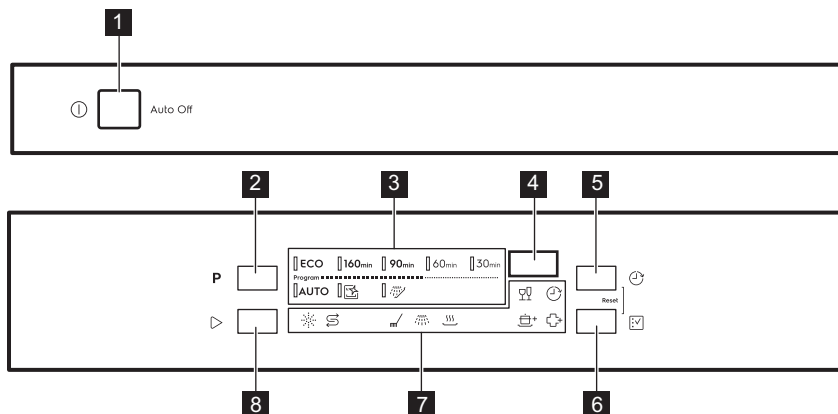 1
Auto Off
2 3 4 5
ECO 160min 90min 60min 30min
P
Program
AUTO
Reset
8 7 6